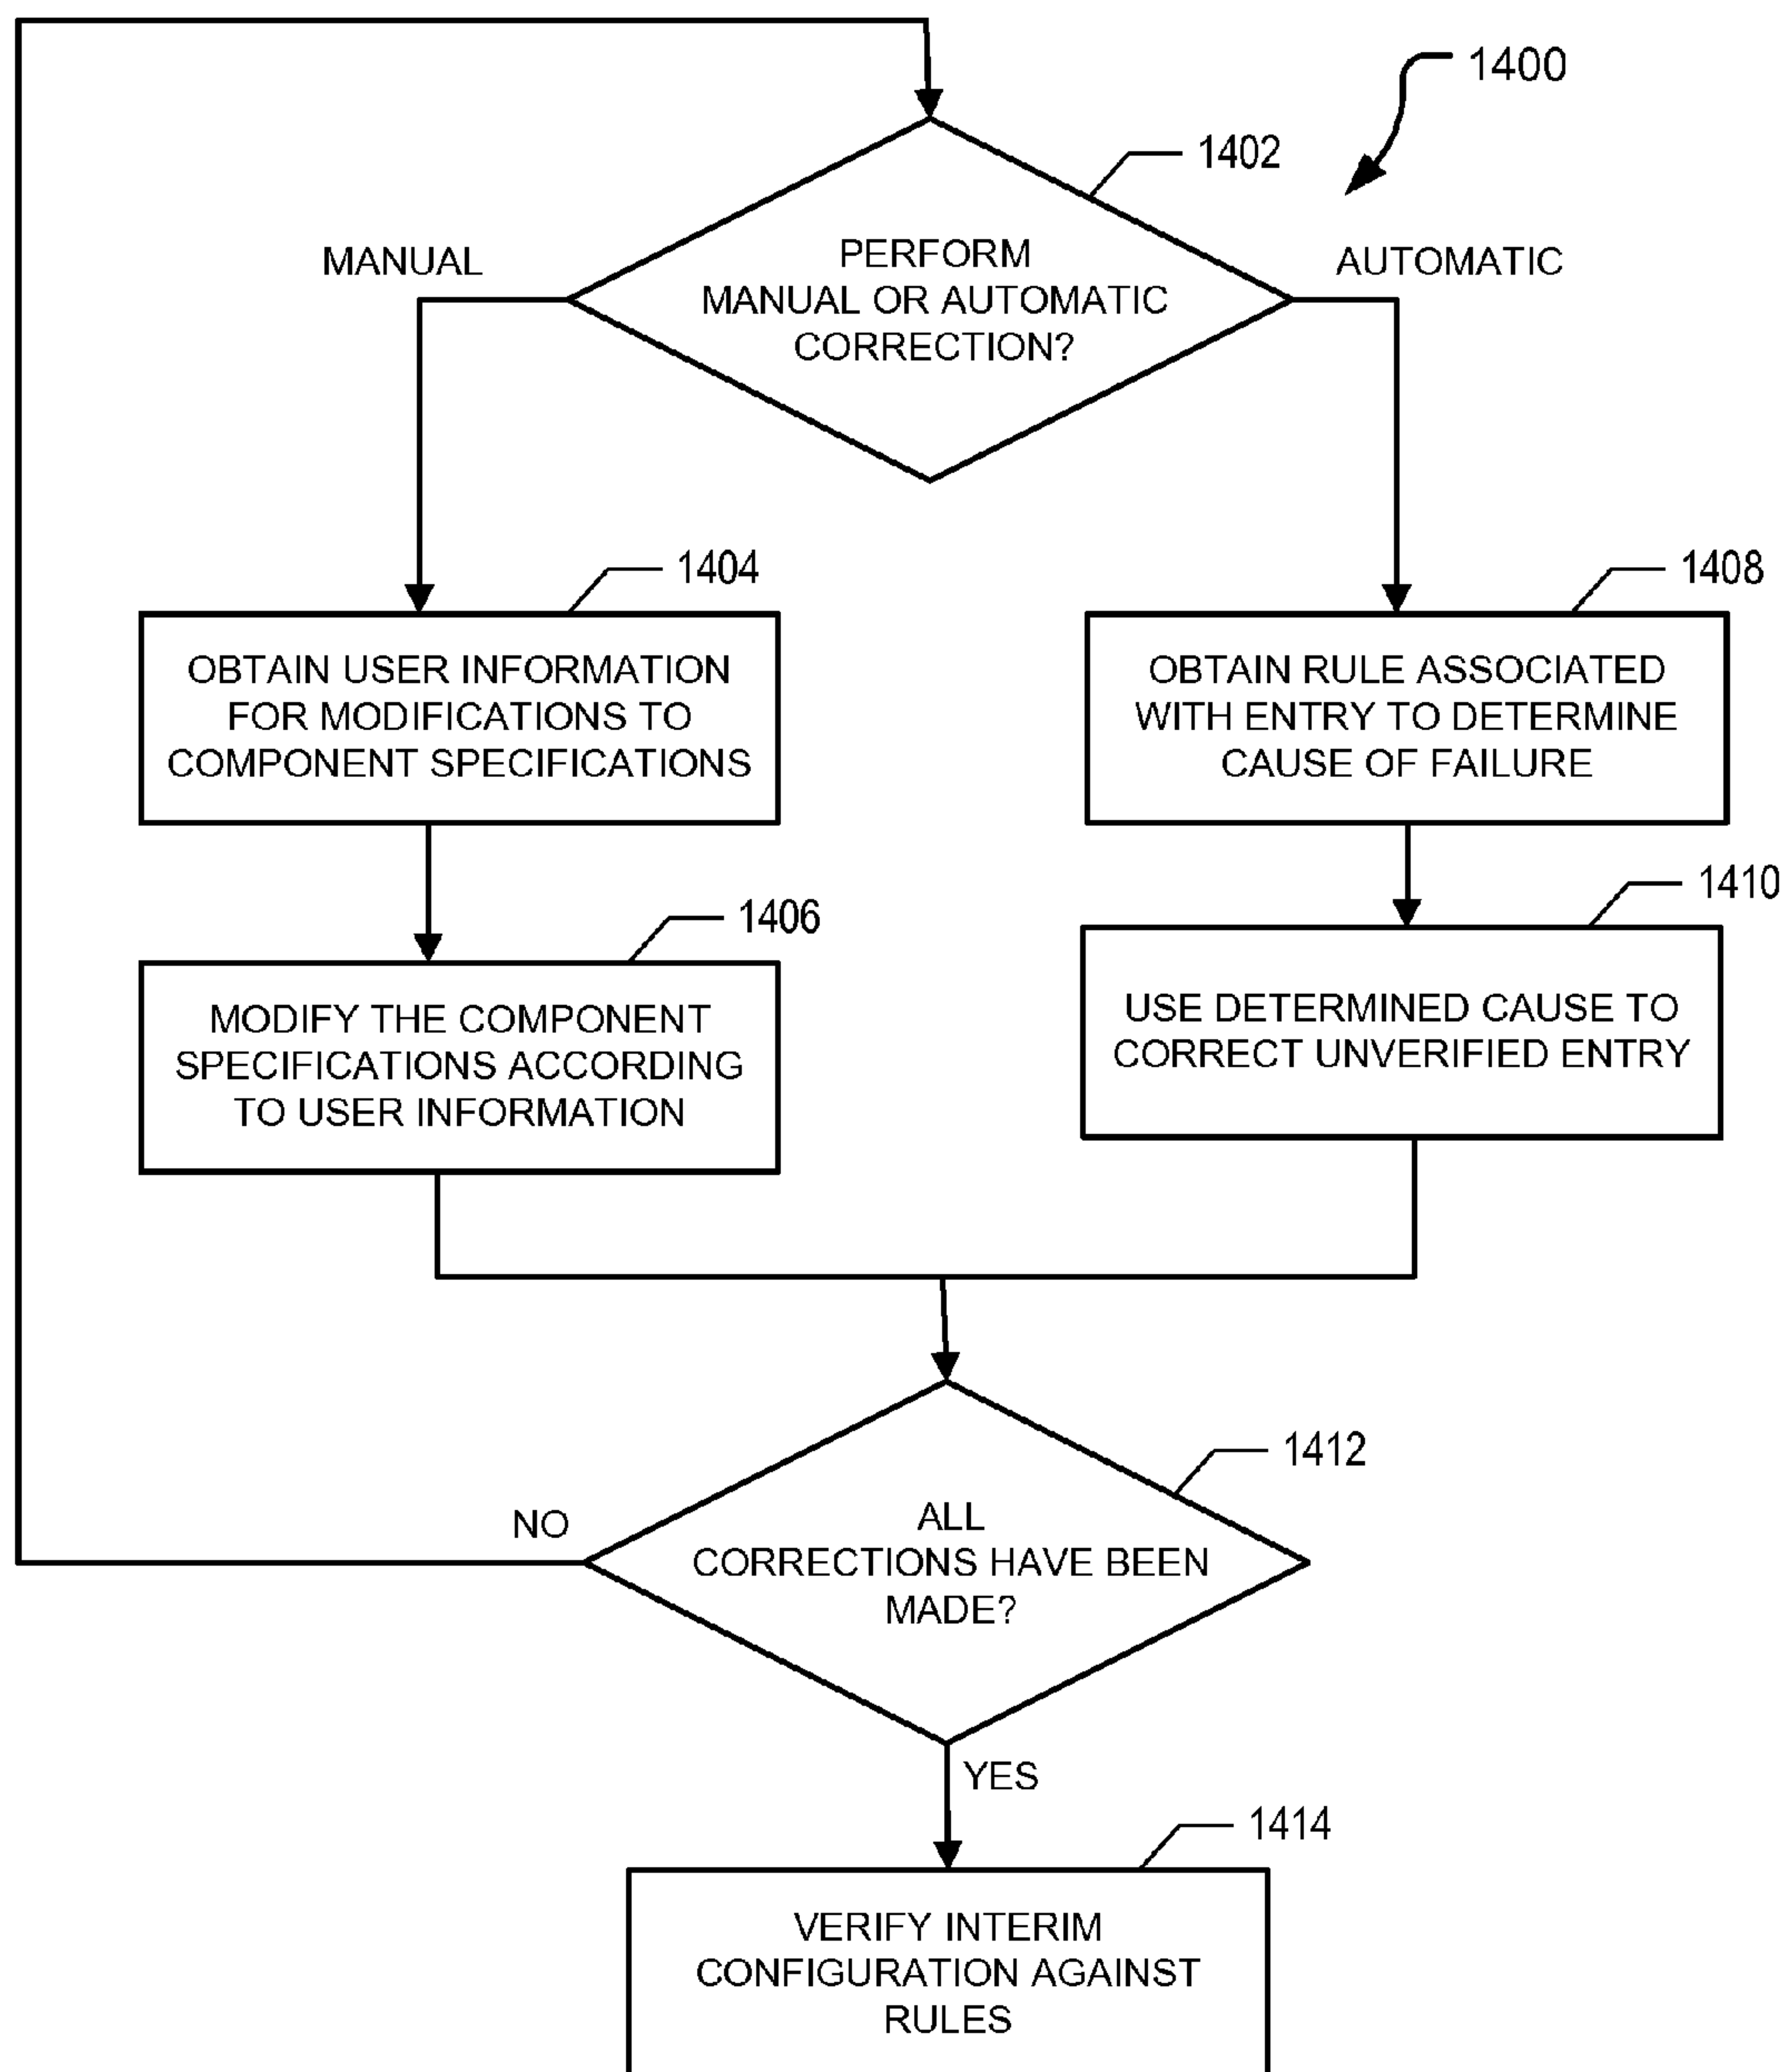 1400
1402
PERFORM
MANUAL OR AUTOMATIC
CORRECTION?
MANUAL
AUTOMATIC
1404
OBTAIN USER INFORMATION
FOR MODIFICATIONS TO
COMPONENT SPECIFICATIONS
1408
OBTAIN RULE ASSOCIATED
WITH ENTRY TO DETERMINE
CAUSE OF FAILURE
1406
MODIFY THE COMPONENT
SPECIFICATIONS ACCORDING
TO USER INFORMATION
1410
USE DETERMINED CAUSE TO
CORRECT UNVERIFIED ENTRY
1412
ALL
CORRECTIONS HAVE BEEN
MADE?
NO
YES
1414
VERIFY INTERIM
CONFIGURATION AGAINST
RULES